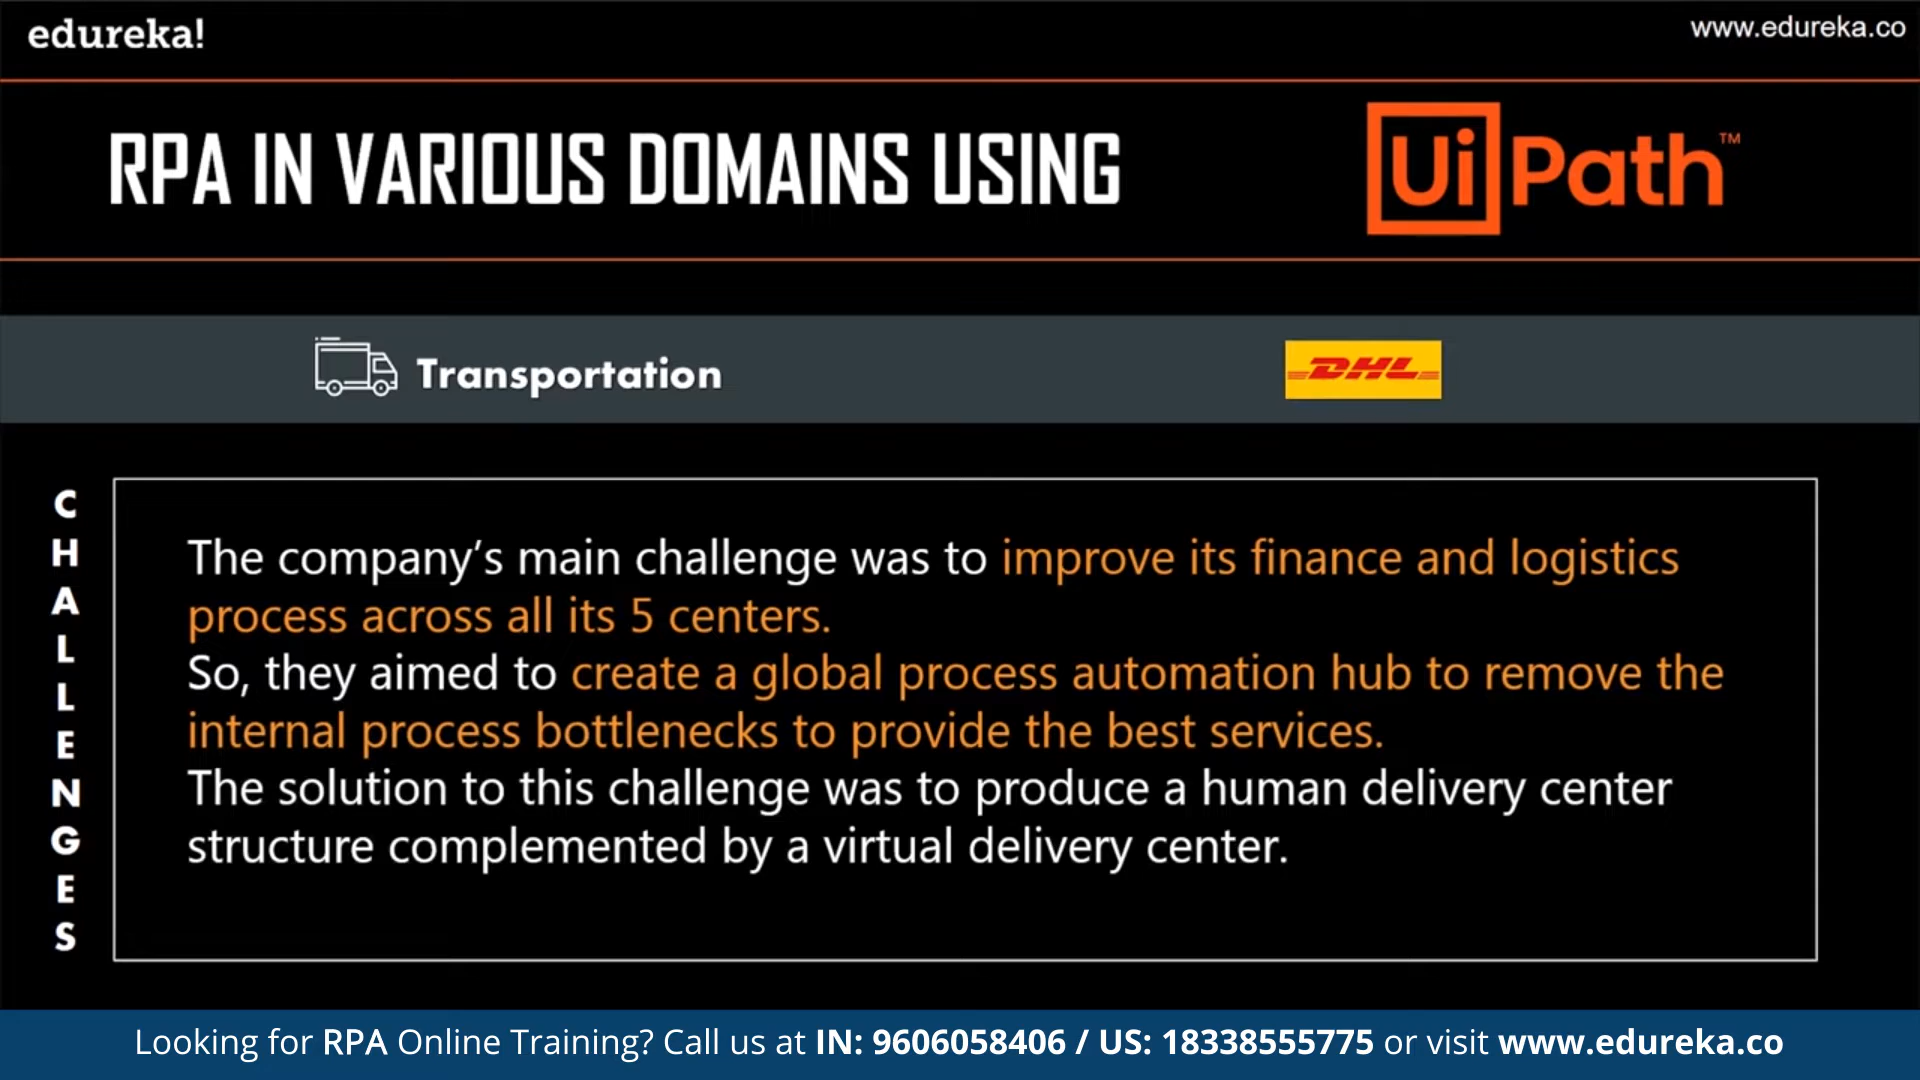 edureka!
www.edureka.co
RPA IN VARIOUS DOMAINS USING
UiPath™
Transportation
DHL
CHALLENGES
The company’s main challenge was to improve its finance and logistics
process across all its 5 centers.
So, they aimed to create a global process automation hub to remove the
internal process bottlenecks to provide the best services.
The solution to this challenge was to produce a human delivery center
structure complemented by a virtual delivery center.
Looking for RPA Online Training? Call us at IN: 9606058406 / US: 18338555775 or visit www.edureka.co